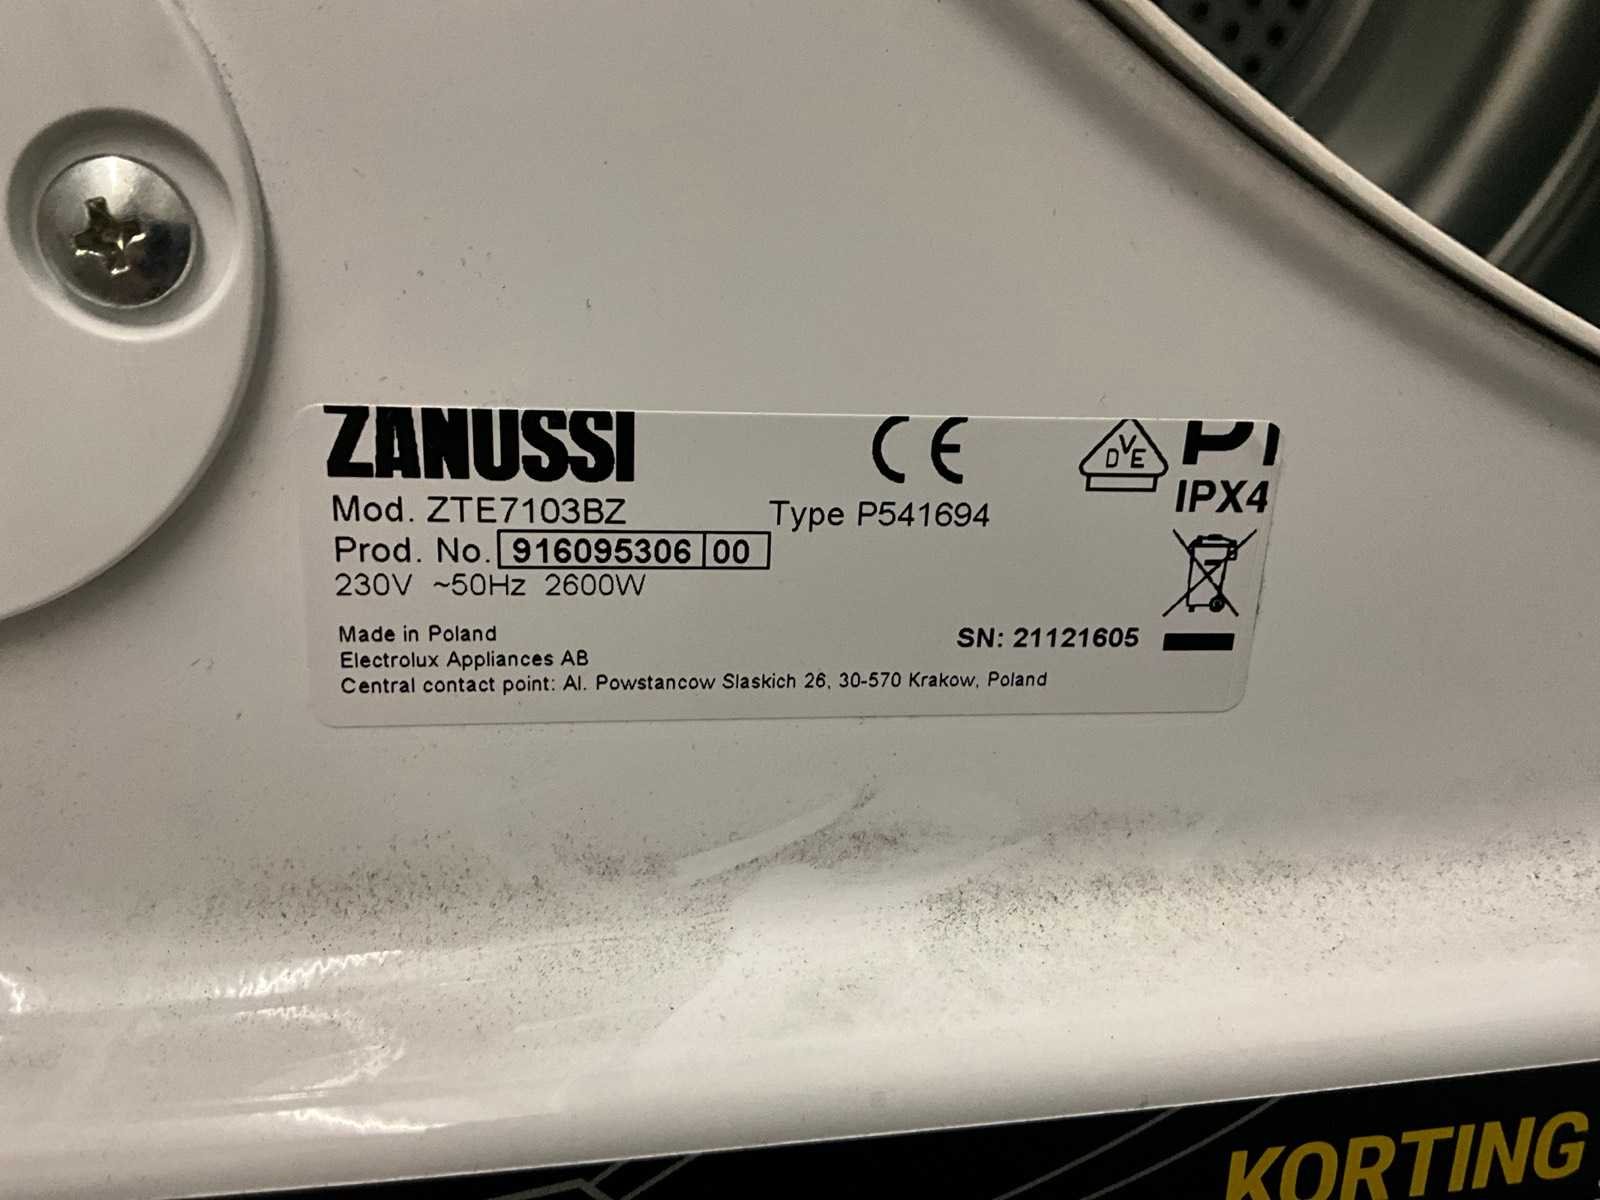 ZANUSSI
CE
DVE
IPX4
Mod. ZTE7103BZ
Type P541694
Prod. No. 916095306 00
230V ~50Hz 2600W
Made in Poland
SN: 21121605
Electrolux Appliances AB
Central contact point: Al. Powstancow Slaskich 26, 30-570 Krakow, Poland
KORTING